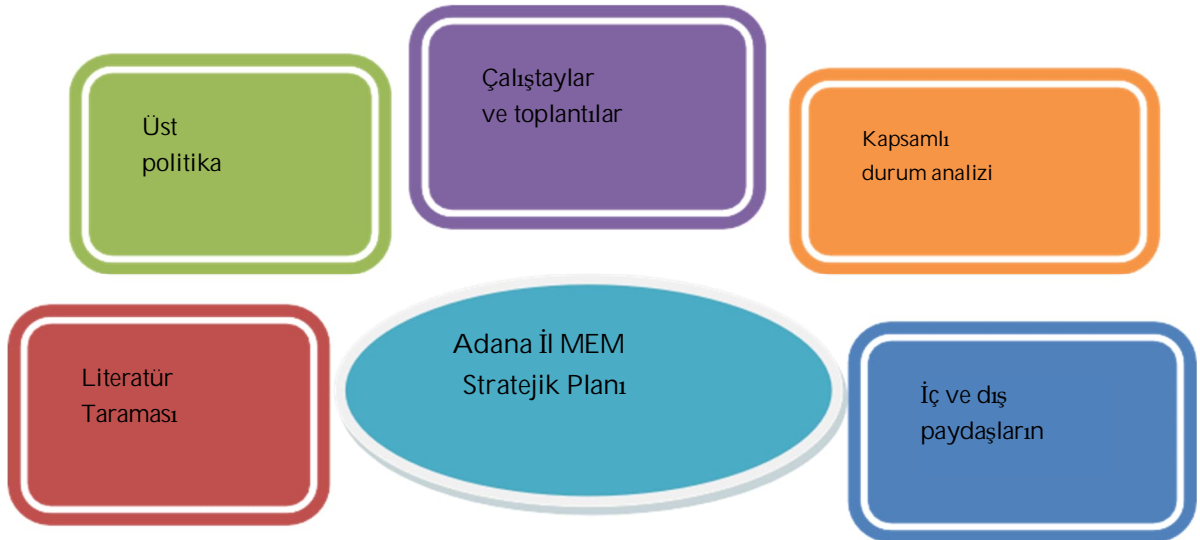 Çalıştaylar
ve toplantılar
Üst
politika
Kapsamlı
durum analizi
Literatür
Taraması
Adana İl MEM
Stratejik Planı
İç ve dış
paydaşların